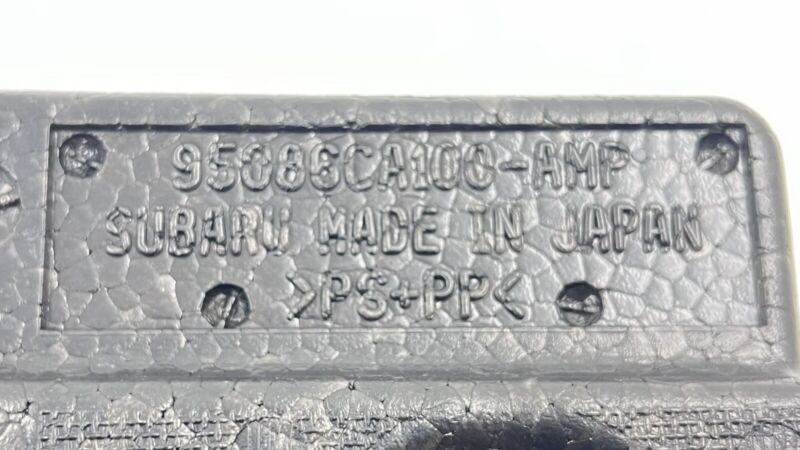 95086CA100-AMP
SUBARU MADE IN JAPAN
>PS+PP<